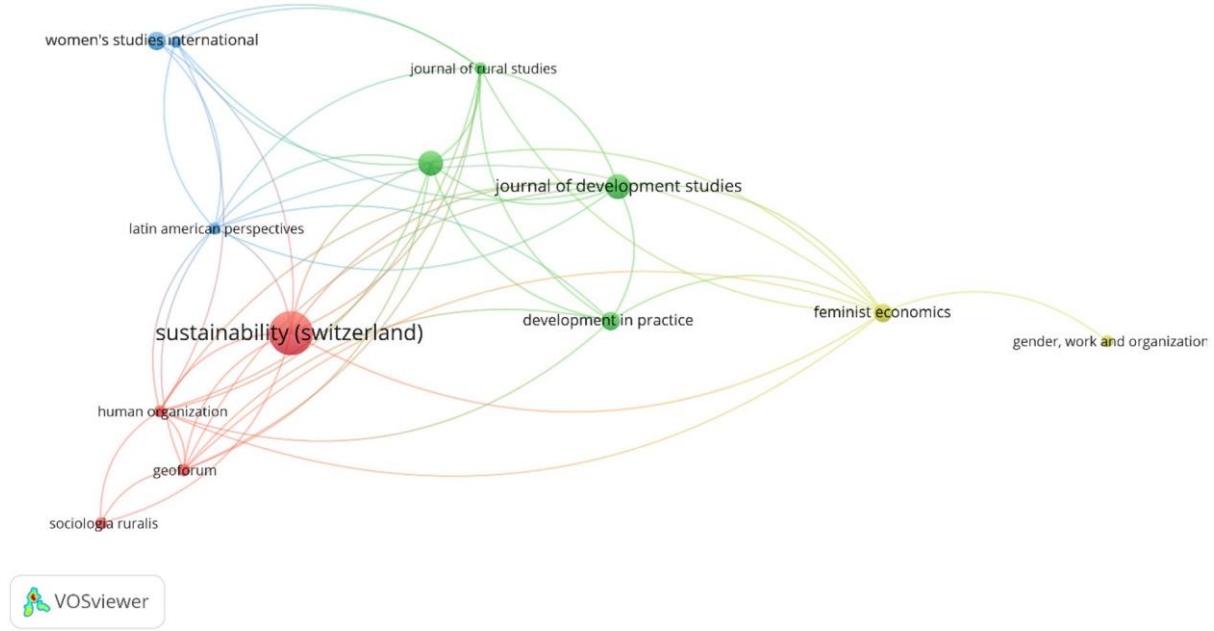 women's studies international
journal of rural studies
journal of development studies
latin american perspectives
sustainability (switzerland)
development in practice
feminist economics
gender, work and organization
human organization
geoforum
sociologia ruralis
VOSviewer